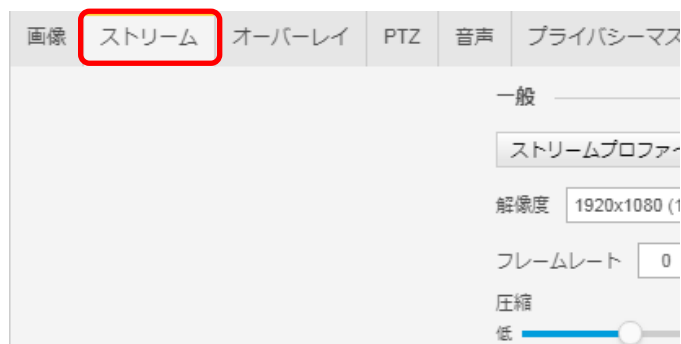 画像 ストリーム オーバーレイ PTZ 音声 プライバシーマス
一般
ストリームプロファイ
解像度 1920x1080 (1
フレームレート 0
圧縮
低